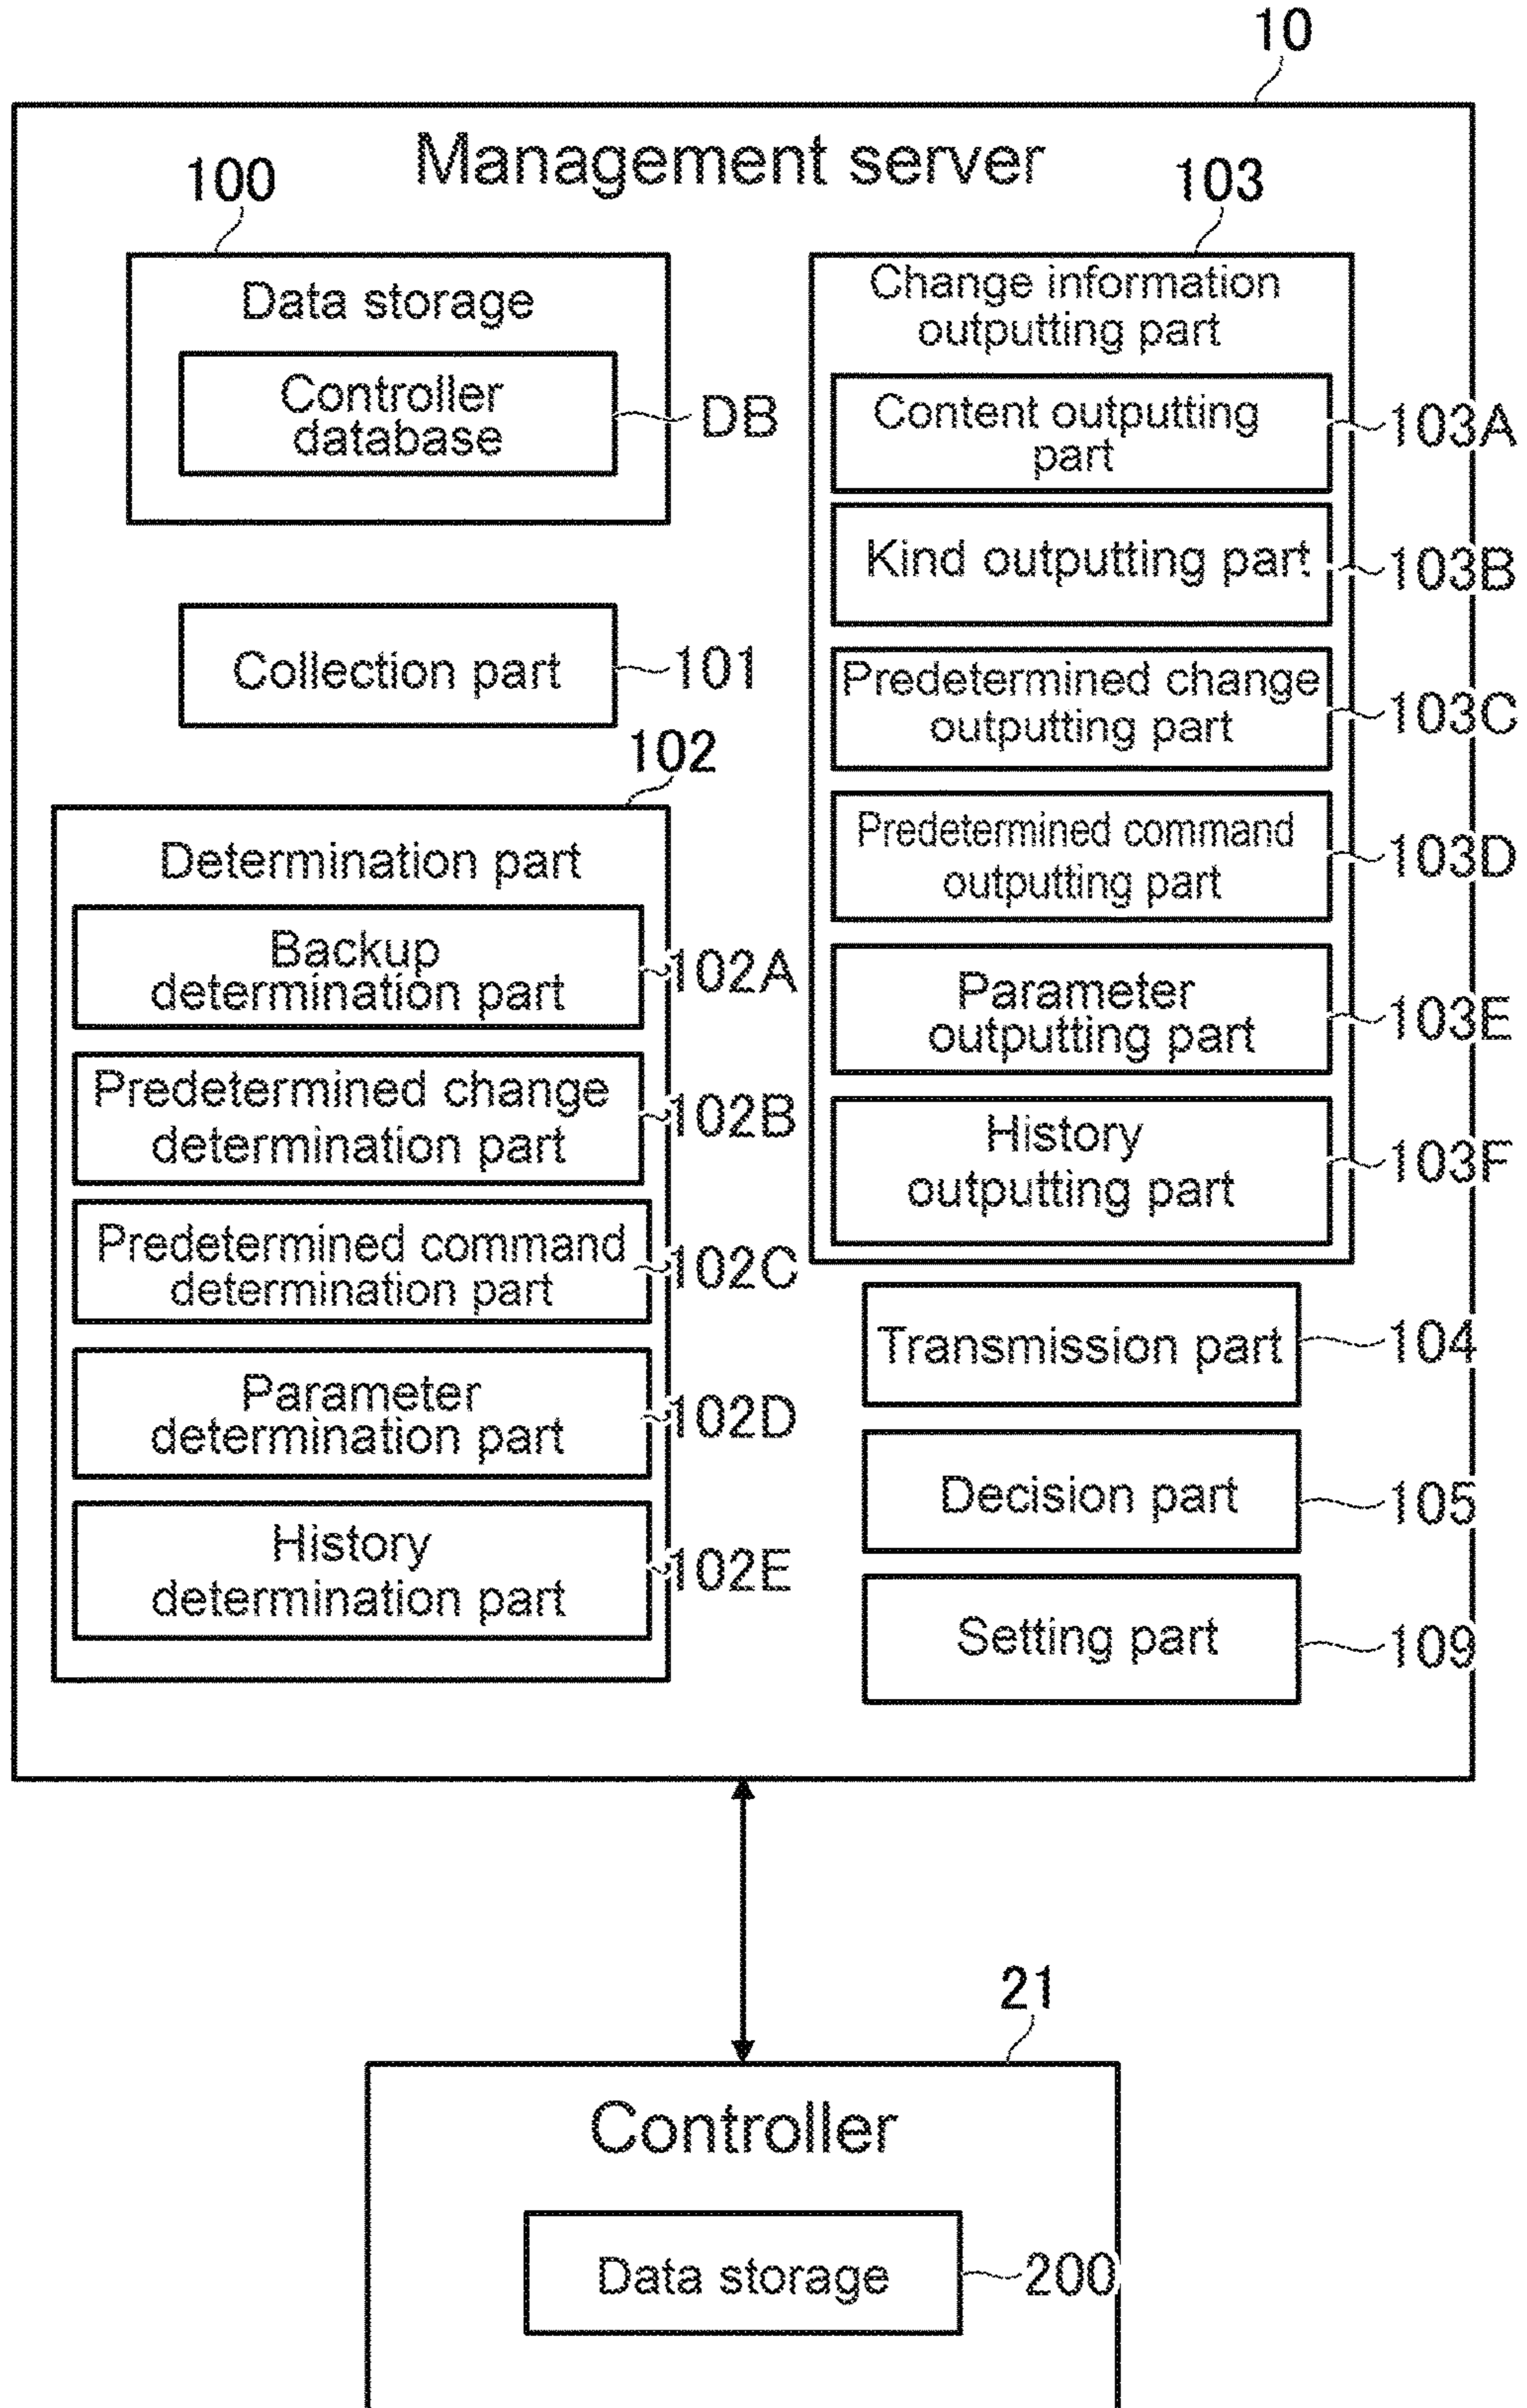 10
Management server
100
Data storage
Controller
database
DB
Collection part
101
102
Determination part
Backup
determination part
102A
Predetermined change
determination part
102B
Predetermined command
determination part
102C
Parameter
determination part
102D
History
determination part
102E
103
Change information
outputting part
Content outputting
part
103A
Kind outputting part
103B
Predetermined change
outputting part
103C
Predetermined command
outputting part
103D
Parameter
outputting part
103E
History
outputting part
103F
Transmission part
104
Decision part
105
Setting part
109
21
Controller
Data storage
200